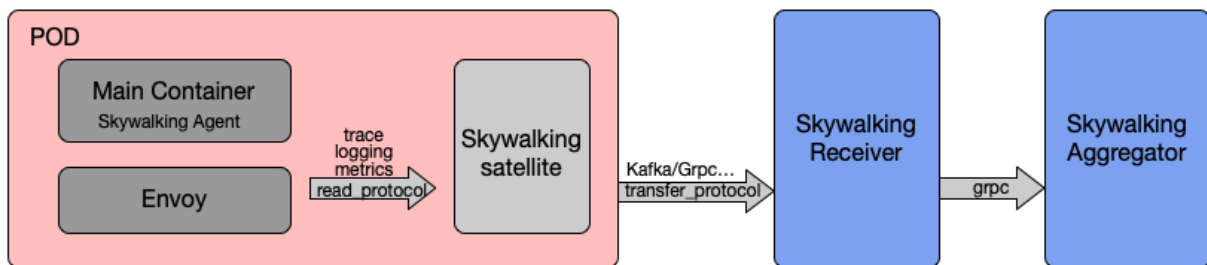 POD
Main Container
Skywalking Agent
Envoy
trace
logging
metrics
read_protocol
Skywalking
satellite
Kafka/Grpc...
transfer_protocol
Skywalking
Receiver
grpc
Skywalking
Aggregator